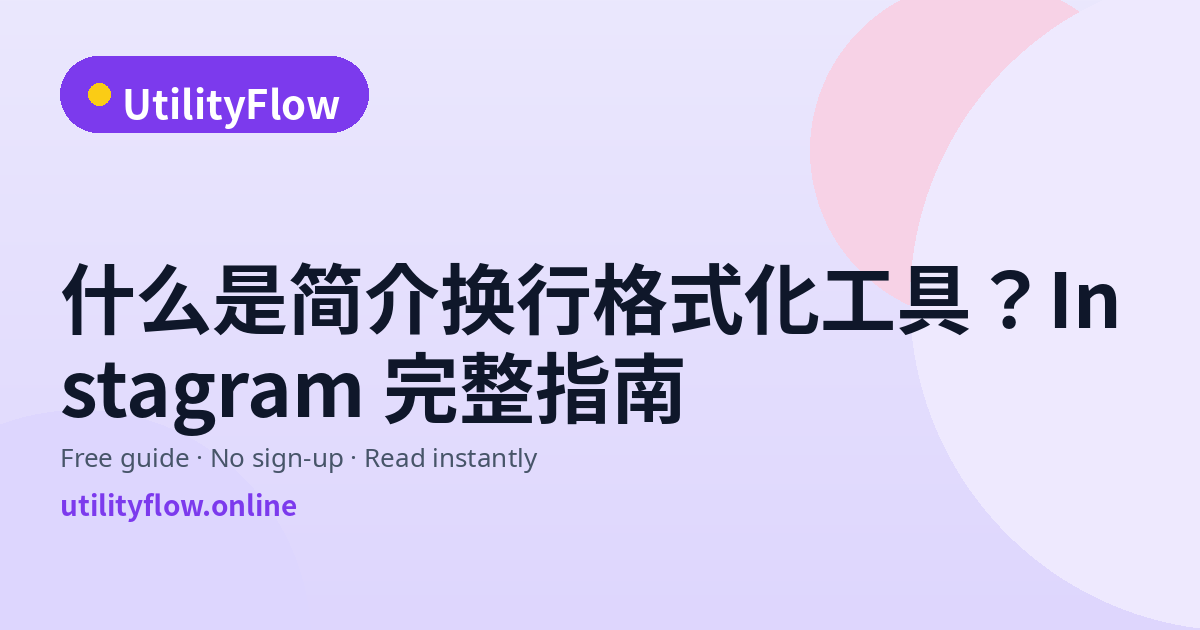 UtilityFlow
什么是简介换行格式化工具？In
stagram 完整指南
Free guide · No sign-up · Read instantly
utilityflow.online